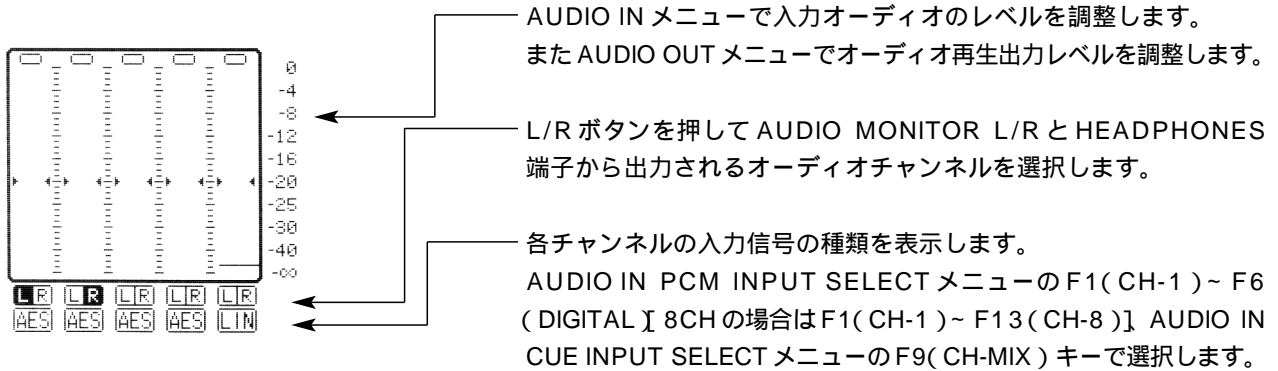 AUDIO IN メニューで入力オーディオのレベルを調整します。
また AUDIO OUT メニューでオーディオ再生出力レベルを調整します。
0
-4
-8
-12
-16
-20
-25
-30
-40
-∞
L R L R L R L R L R
AES AES AES AES LIN
L/R ボタンを押して AUDIO MONITOR L/R と HEADPHONES
端子から出力されるオーディオチャンネルを選択します。
各チャンネルの入力信号の種類を表示します。
AUDIO IN PCM INPUT SELECT メニューの F1( CH-1 )~ F6
( DIGITAL )[ 8CH の場合は F1( CH-1 )~ F13( CH-8 )]、AUDIO IN
CUE INPUT SELECT メニューの F9( CH-MIX ) キーで選択します。